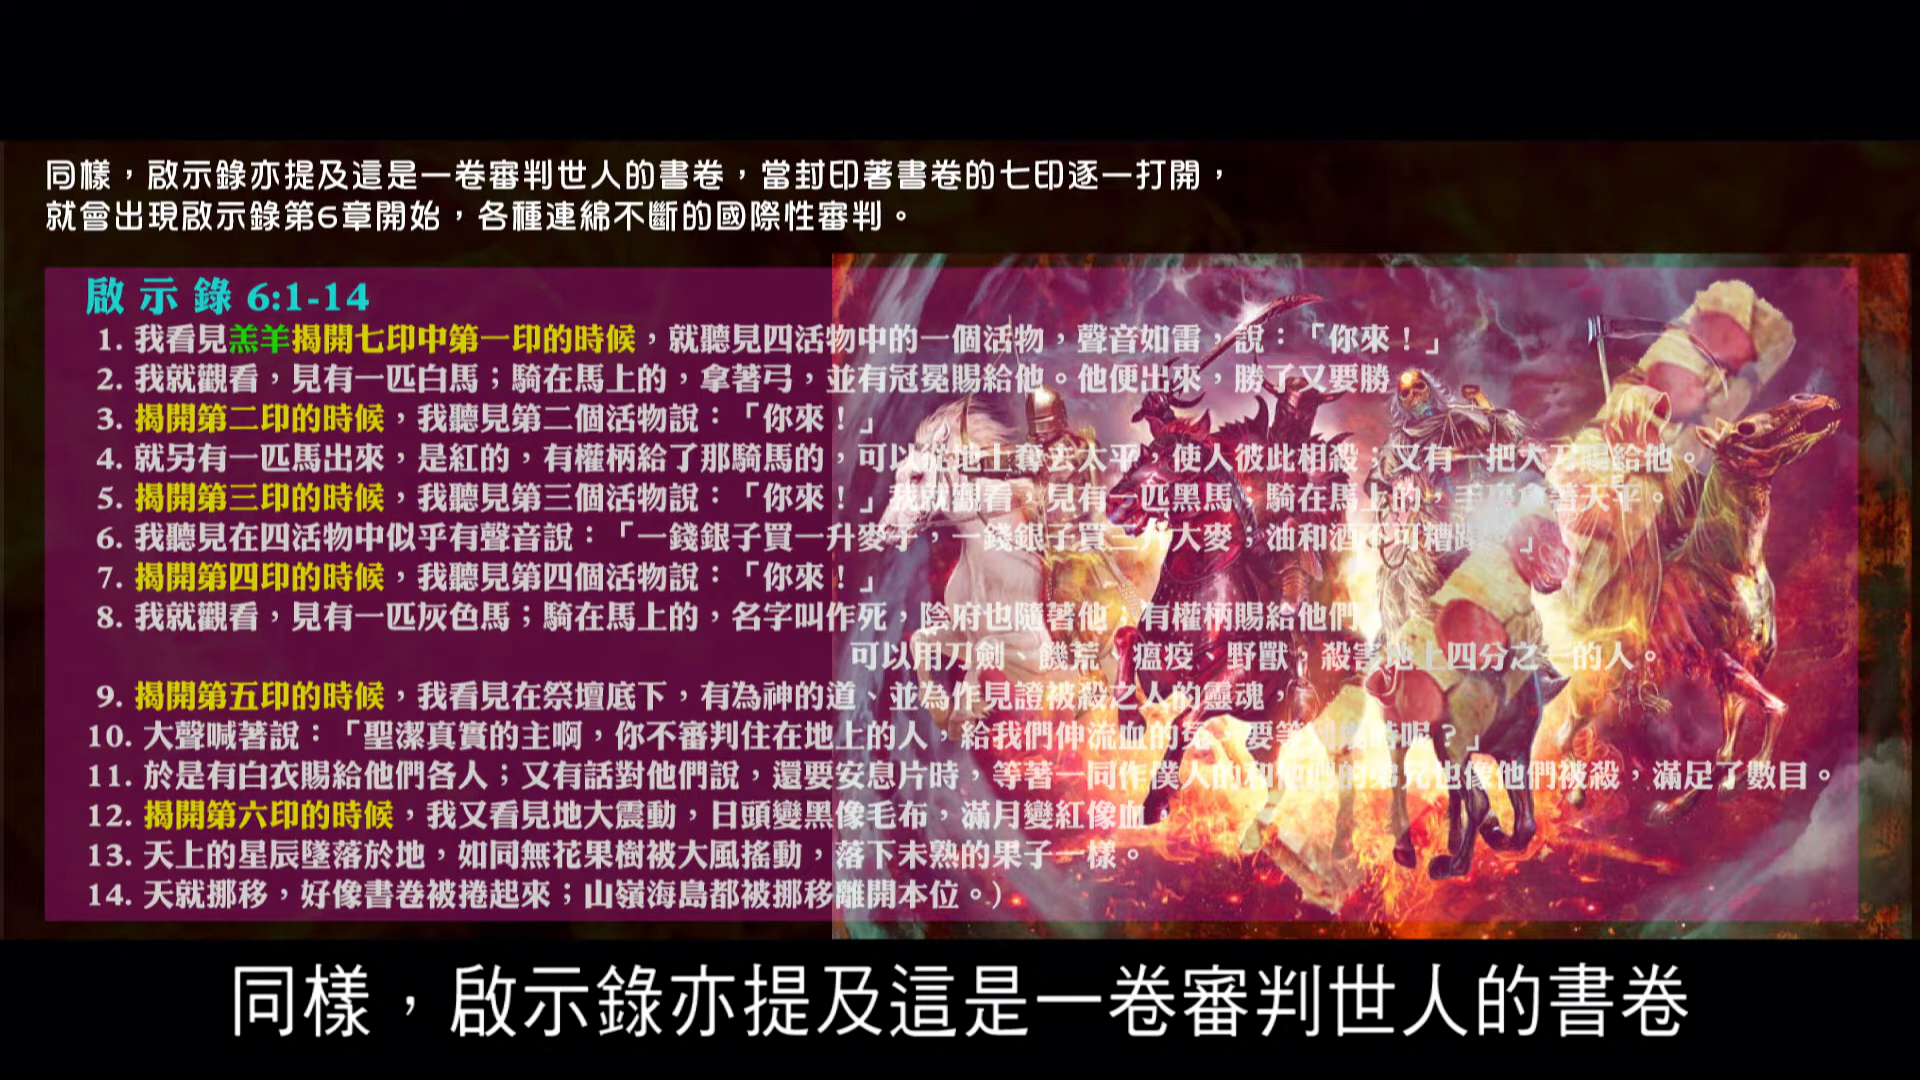 同樣，啟示錄亦提及這是一卷審判世人的書卷，當封印著書卷的七印逐一打開，
就會出現啟示錄第6章開始，各種連綿不斷的國際性審判。
啟示錄 6:1-14
1. 我看見羔羊揭開七印中第一印的時候，就聽見四活物中的一個活物，聲音如雷，說：「你來！」
2. 我就觀看，見有一匹白馬；騎在馬上的，拿著弓，並有冠冕賜給他。他便出來，勝了又要勝
3. 揭開第二印的時候，我聽見第二個活物說：「你來！」
4. 就另有一匹馬出來，是紅的，有權柄給了那騎馬的，可以從地上奪去太平，使人彼此相殺；又有一把大刀賜給他。
5. 揭開第三印的時候，我聽見第三個活物說：「你來！」我就觀看，見有一匹黑馬；騎在馬上的，手裏拿著天平。
6. 我聽見在四活物中似乎有聲音說：「一錢銀子買一升麥子，一錢銀子買三升大麥；油和酒不可糟蹋。」
7. 揭開第四印的時候，我聽見第四個活物說：「你來！」
8. 我就觀看，見有一匹灰色馬；騎在馬上的，名字叫作死，陰府也隨著他；有權柄賜給他們，
可以用刀劍、饑荒、瘟疫、野獸，殺害地上四分之一的人。
9. 揭開第五印的時候，我看見在祭壇底下，有為神的道、並為作見證被殺之人的靈魂，
10. 大聲喊著說：「聖潔真實的主啊，你不審判住在地上的人，給我們伸流血的冤，要等到幾時呢？」
11. 於是有白衣賜給他們各人；又有話對他們說，還要安息片時，等著一同作僕人的和他們的弟兄也像他們被殺，滿足了數目。
12. 揭開第六印的時候，我又看見地大震動，日頭變黑像毛布，滿月變紅像血，
13. 天上的星辰墜落於地，如同無花果樹被大風搖動，落下未熟的果子一樣。
14. 天就挪移，好像書卷被捲起來；山嶺海島都被挪移離開本位。）
同樣，啟示錄亦提及這是一卷審判世人的書卷